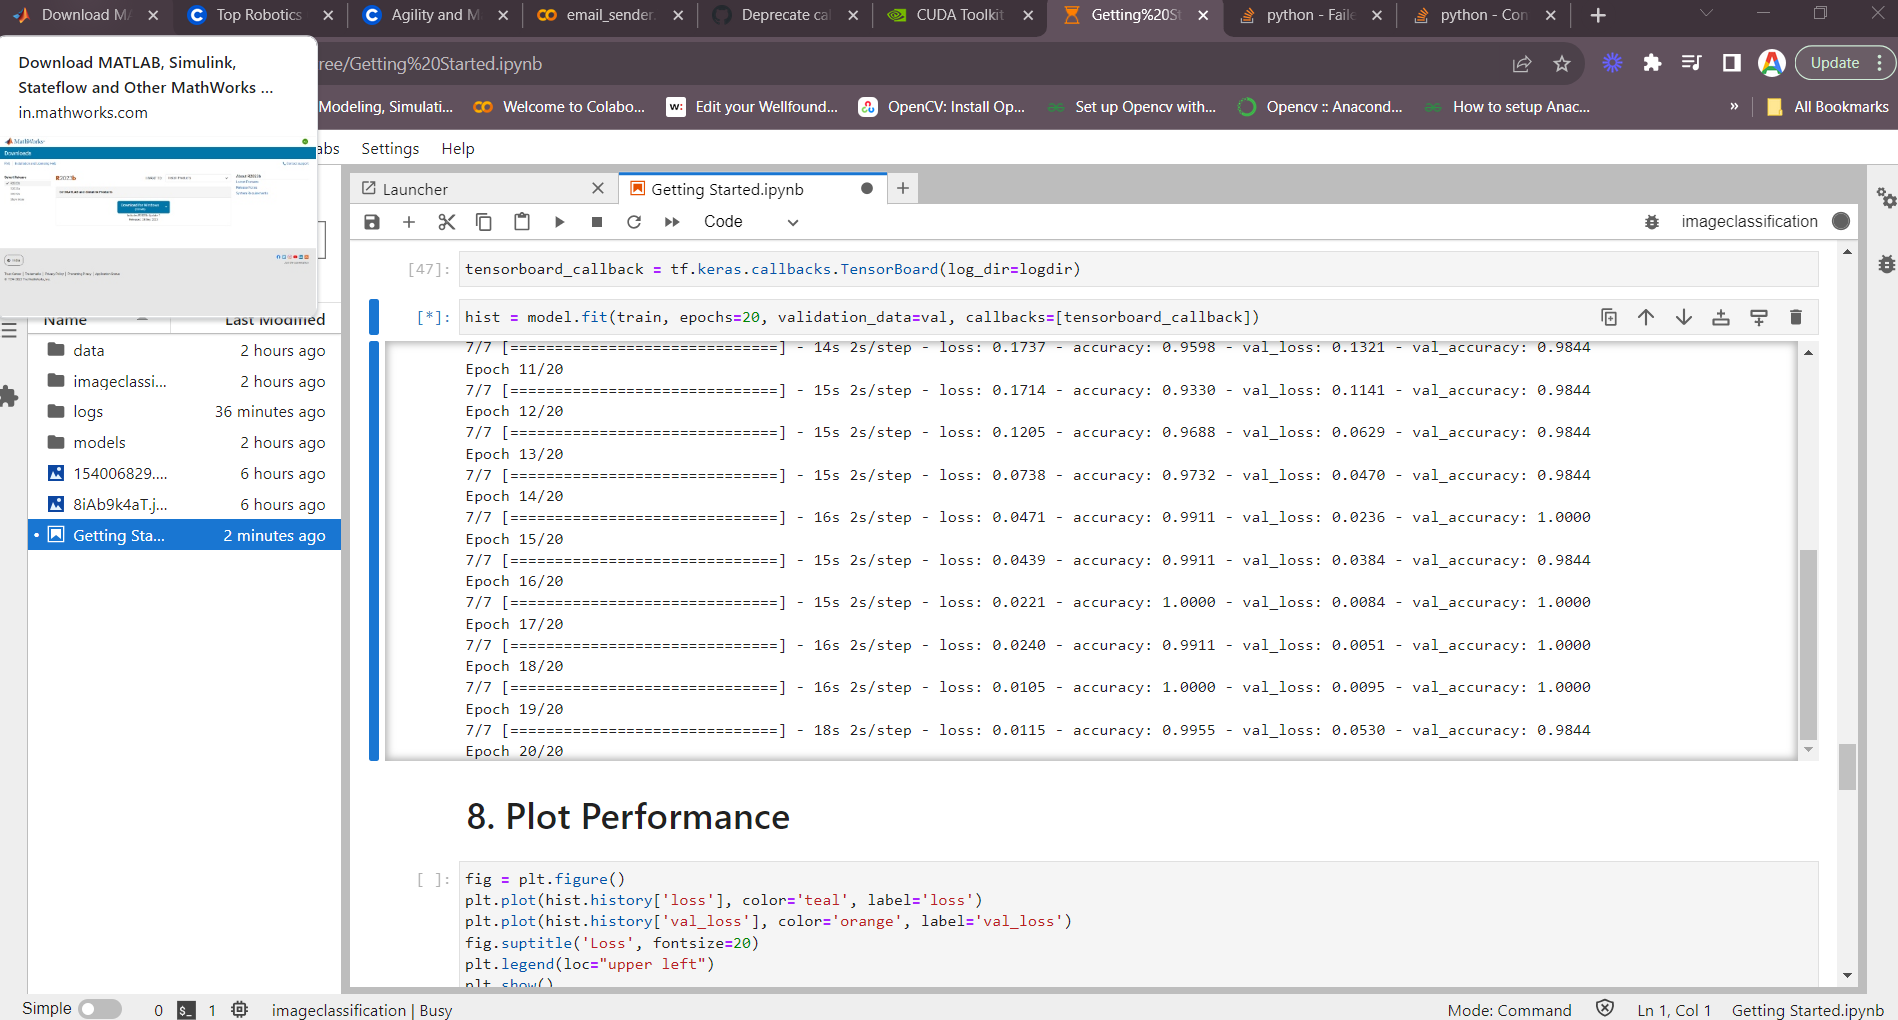 Download MA
Top Robotics
Agility and M
email_sender.
Deprecate cal
CUDA Toolkit
Getting%20St
python - Faile
python - Con
Download MATLAB, Simulink,
Stateflow and Other MathWorks ...
in.mathworks.com
ree/Getting%20Started.ipynb
Update
Modeling, Simulati...
Welcome to Colabo...
Edit your Wellfound...
OpenCV: Install Op...
Set up Opencv with...
Opencv :: Anacond...
How to setup Anac...
»
All Bookmarks
MathWorks
Downloads
R2023b
abs Settings Help
Launcher
Getting Started.ipynb
Code
imageclassification
Name Last Modified
data 2 hours ago
imageclassi... 2 hours ago
logs 36 minutes ago
models 2 hours ago
154006829.... 6 hours ago
8iAb9k4aT.j... 6 hours ago
Getting Sta... 2 minutes ago
[47]: tensorboard_callback = tf.keras.callbacks.TensorBoard(log_dir=logdir)
[*]: hist = model.fit(train, epochs=20, validation_data=val, callbacks=[tensorboard_callback])
7/7 [==============================] - 14s 2s/step - loss: 0.1737 - accuracy: 0.9598 - val_loss: 0.1321 - val_accuracy: 0.9844
Epoch 11/20
7/7 [==============================] - 15s 2s/step - loss: 0.1714 - accuracy: 0.9330 - val_loss: 0.1141 - val_accuracy: 0.9844
Epoch 12/20
7/7 [==============================] - 15s 2s/step - loss: 0.1205 - accuracy: 0.9688 - val_loss: 0.0629 - val_accuracy: 0.9844
Epoch 13/20
7/7 [==============================] - 15s 2s/step - loss: 0.0738 - accuracy: 0.9732 - val_loss: 0.0470 - val_accuracy: 0.9844
Epoch 14/20
7/7 [==============================] - 16s 2s/step - loss: 0.0471 - accuracy: 0.9911 - val_loss: 0.0236 - val_accuracy: 1.0000
Epoch 15/20
7/7 [==============================] - 15s 2s/step - loss: 0.0439 - accuracy: 0.9911 - val_loss: 0.0384 - val_accuracy: 0.9844
Epoch 16/20
7/7 [==============================] - 15s 2s/step - loss: 0.0221 - accuracy: 1.0000 - val_loss: 0.0084 - val_accuracy: 1.0000
Epoch 17/20
7/7 [==============================] - 16s 2s/step - loss: 0.0240 - accuracy: 0.9911 - val_loss: 0.0051 - val_accuracy: 1.0000
Epoch 18/20
7/7 [==============================] - 16s 2s/step - loss: 0.0105 - accuracy: 1.0000 - val_loss: 0.0095 - val_accuracy: 1.0000
Epoch 19/20
7/7 [==============================] - 18s 2s/step - loss: 0.0115 - accuracy: 0.9955 - val_loss: 0.0530 - val_accuracy: 0.9844
Epoch 20/20
8. Plot Performance
[ ]: fig = plt.figure()
plt.plot(hist.history['loss'], color='teal', label='loss')
plt.plot(hist.history['val_loss'], color='orange', label='val_loss')
fig.suptitle('Loss', fontsize=20)
plt.legend(loc="upper left")
plt.show()
Simple 0 $_ 1 imageclassification | Busy
Mode: Command Ln 1, Col 1 Getting Started.ipynb